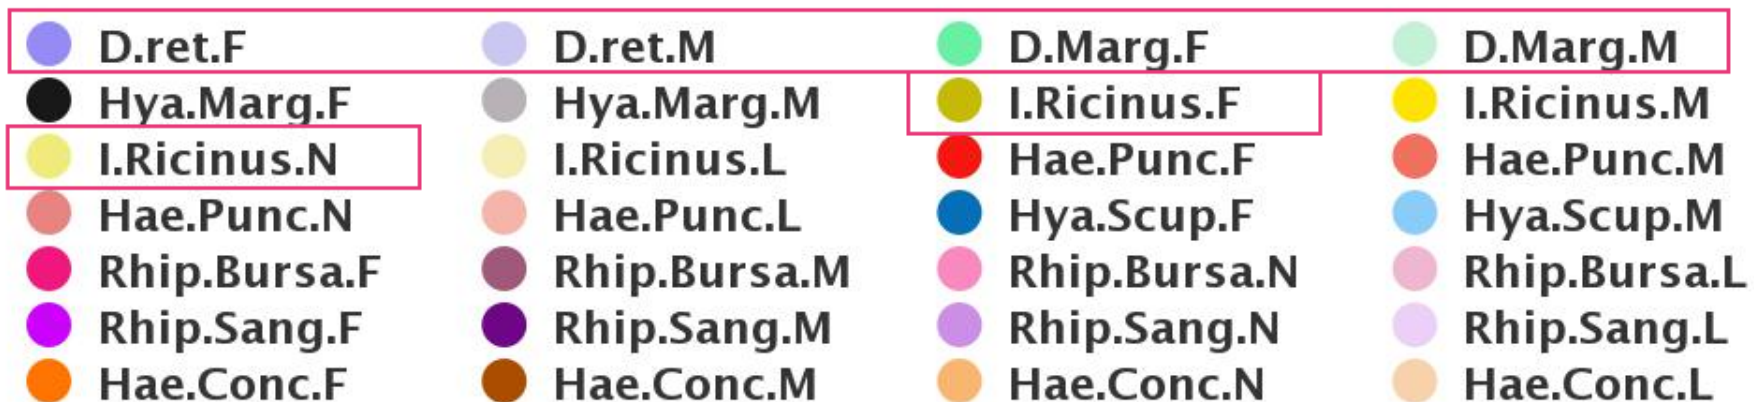 D.ret.F D.ret.M D.Marg.F D.Marg.M
Hya.Marg.F Hya.Marg.M I.Ricinus.F I.Ricinus.M
I.Ricinus.N I.Ricinus.L Hae.Punc.F Hae.Punc.M
Hae.Punc.N Hae.Punc.L Hya.Scup.F Hya.Scup.M
Rhip.Bursa.F Rhip.Bursa.M Rhip.Bursa.N Rhip.Bursa.L
Rhip.Sang.F Rhip.Sang.M Rhip.Sang.N Rhip.Sang.L
Hae.Conc.F Hae.Conc.M Hae.Conc.N Hae.Conc.L